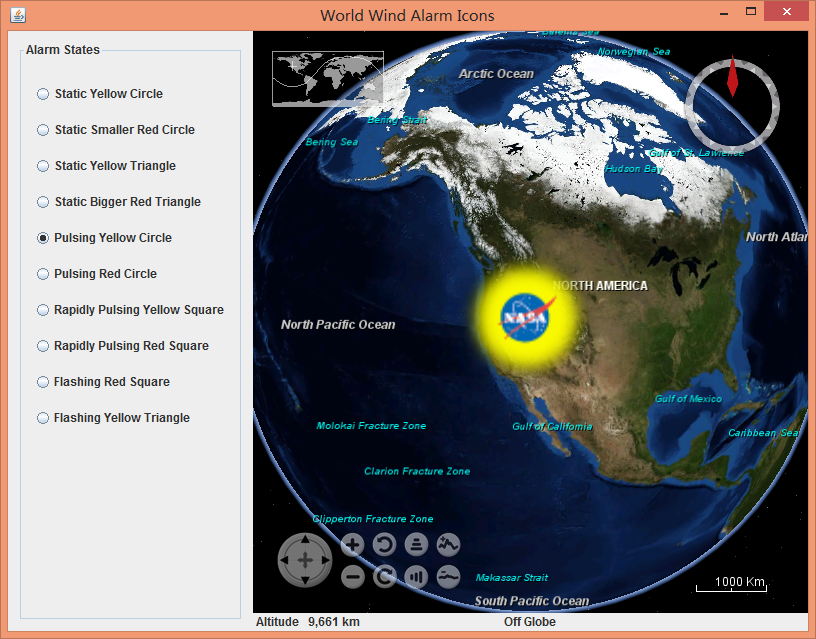 World Wind Alarm Icons
Alarm States
Static Yellow Circle
Static Smaller Red Circle
Static Yellow Triangle
Static Bigger Red Triangle
Pulsing Yellow Circle
Pulsing Red Circle
Rapidly Pulsing Yellow Square
Rapidly Pulsing Red Square
Flashing Red Square
Flashing Yellow Triangle
Norwegian Sea
Arctic Ocean
Bering Strait
Bering Sea
Gulf of St. Lawrence
Hudson Bay
North Atlan
NORTH AMERICA
NASA
North Pacific Ocean
Gulf of Mexico
Molokai Fracture Zone
Gulf of California
Caribbean Sea
Clarion Fracture Zone
Clipperton Fracture Zone
Makassar Strait
1000 Km
South Pacific Ocean
Altitude 9,661 km
Off Globe